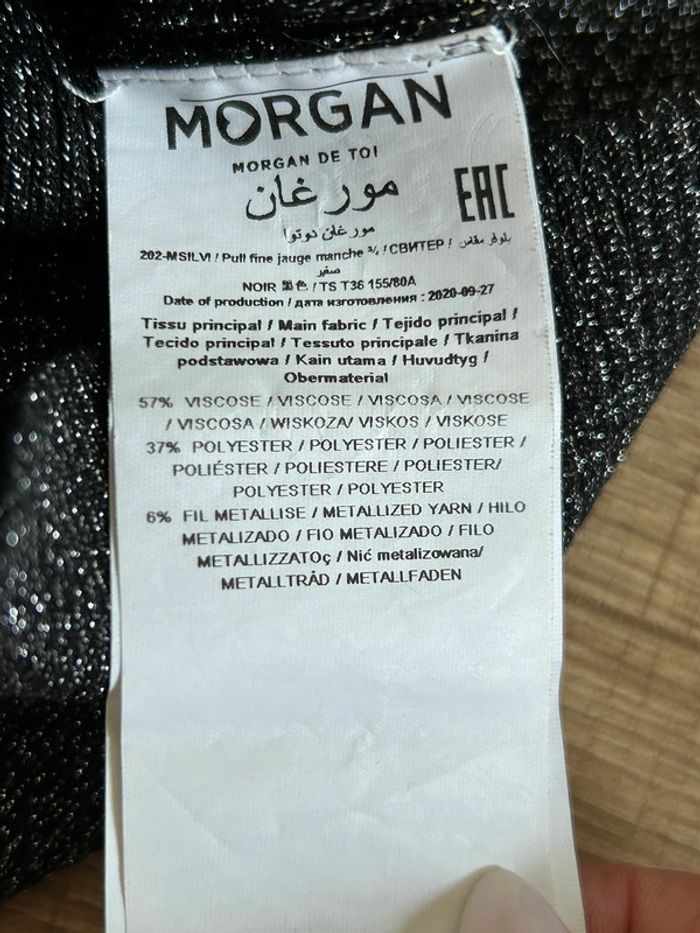 MORGAN
MORGAN DE TOI
مورغان
EAC
مورغان دوتوا
202-MSILVI / Pull fine jauge manche ¾ / СВИТЕР / بلوفر مقاس
صغير
NOIR 黑色 / TS T36 155/80A
Date of production / дата изготовления : 2020-09-27
Tissu principal / Main fabric / Tejido principal /
Tecido principal / Tessuto principale / Tkanina
podstawowa / Kain utama / Huvudtyg /
Obermaterial
57% VISCOSE / VISCOSE / VISCOSA / VISCOSE
/ VISCOSA / WISKOZA/ VISKOS / VISKOSE
37% POLYESTER / POLYESTER / POLIESTER /
POLIÉSTER / POLIESTERE / POLIESTER/
POLYESTER / POLYESTER
6% FIL METALLISE / METALLIZED YARN / HILO
METALIZADO / FIO METALIZADO / FILO
METALLIZZATOç / Nić metalizowana/
METALLTRÅD / METALLFADEN